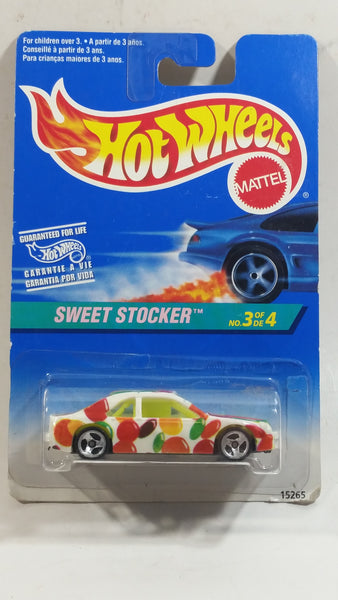 For children over 3. • A partir de 3 años.
Conseillé à partir de 3 ans.
Para crianças maiores de 3 anos.
HOT WHEELS
MATTEL
®
GUARANTEED FOR LIFE
Hot Wheels
GARANTIE A VIE
GARANTIA POR VIDA
SWEET STOCKER™
NO. 3 OF DE 4
15265